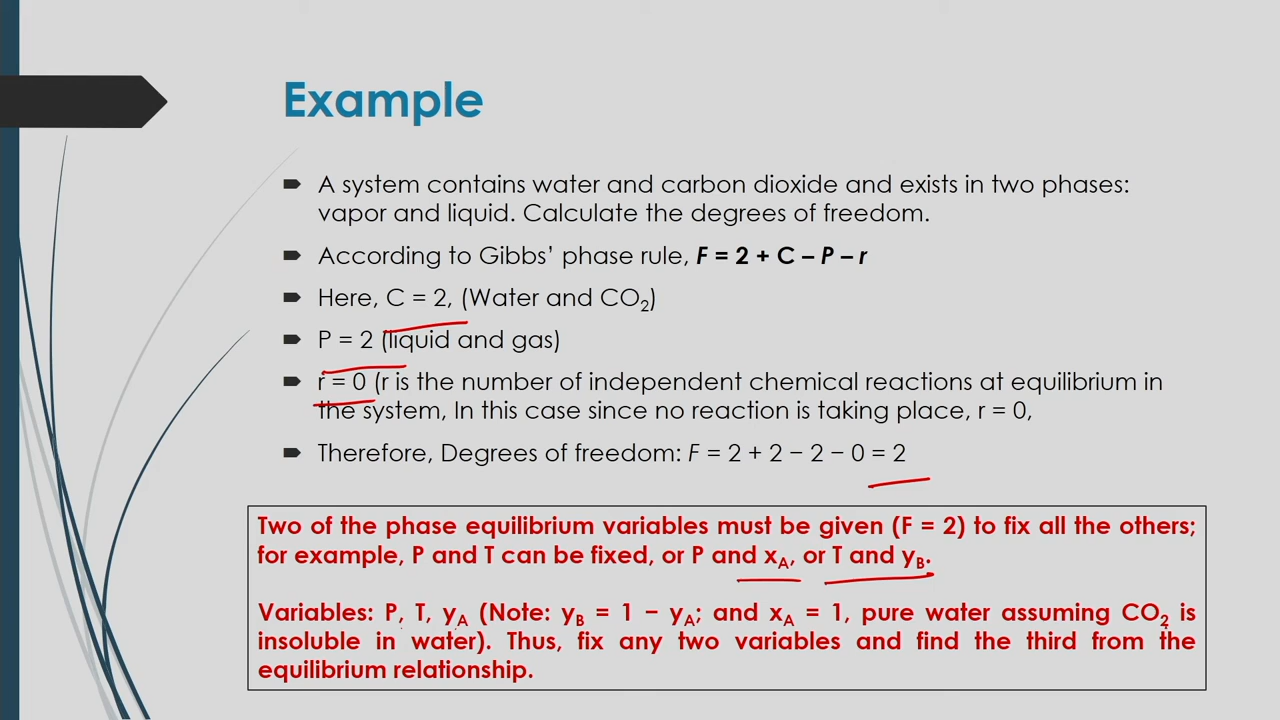 Example
A system contains water and carbon dioxide and exists in two phases:
vapor and liquid. Calculate the degrees of freedom.
According to Gibbs’ phase rule, F = 2 + C – P – r
Here, C = 2, (Water and CO₂)
P = 2 (liquid and gas)
r = 0 (r is the number of independent chemical reactions at equilibrium in
the system, In this case since no reaction is taking place, r = 0,
Therefore, Degrees of freedom: F = 2 + 2 − 2 − 0 = 2
Two of the phase equilibrium variables must be given (F = 2) to fix all the others;
for example, P and T can be fixed, or P and x_A, or T and y_B.
Variables: P, T, y_A (Note: y_B = 1 − y_A; and x_A = 1, pure water assuming CO₂ is
insoluble in water). Thus, fix any two variables and find the third from the
equilibrium relationship.